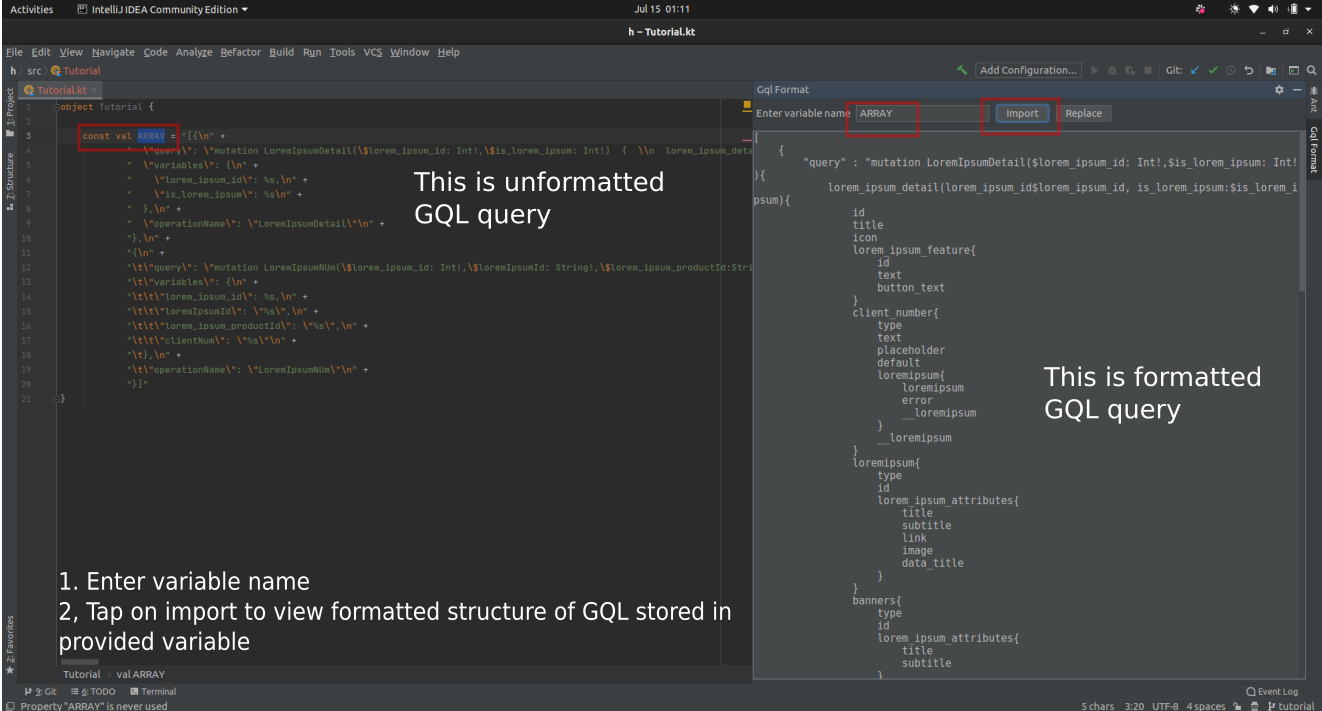 Activities
IntelliJ IDEA Community Edition
Jul 15 01:11
h – Tutorial.kt
File Edit View Navigate Code Analyze Refactor Build Run Tools VCS Window Help
h src Tutorial
Add Configuration...
Git:
Tutorial.kt
1: Project
Z: Structure
2: Favorites
1 object Tutorial {
2
3 const val ARRAY = "[{\n" +
4 " \"query\": \"mutation LoremIpsumDetail(\$lorem_ipsum_id: Int!,\$is_lorem_ipsum: Int!) { \\n lorem_ipsum_deta
5 " \"variables\": {\n" +
6 " \"lorem_ipsum_id\": %s,\n" +
7 " \"is_lorem_ipsum\": %s\n" +
8 " },\n" +
9 " \"operationName\": \"LoremIpsumDetail\"\n" +
10 "},\n" +
11 "{\n" +
12 "\t\"query\": \"mutation LoremIpsumNUm(\$lorem_ipsum_id: Int!,\$loremIpsumId: String!,\$lorem_ipsum_productId:Stri
13 "\t\"variables\": {\n" +
14 "\t\t\"lorem_ipsum_id\": %s,\n" +
15 "\t\t\"loremIpsumId\": \"%s\",\n" +
16 "\t\t\"lorem_ipsum_productId\": \"%s\",\n" +
17 "\t\t\"clientNum\": \"%s\"\n" +
18 "\t},\n" +
19 "\t\"operationName\": \"LoremIpsumNUm\"\n" +
20 "}]"
21 }
This is unformatted
GQL query
1. Enter variable name
2, Tap on import to view formatted structure of GQL stored in
provided variable
Gql Format
Enter variable name ARRAY Import Replace
[
{
"query" : "mutation LoremIpsumDetail($lorem_ipsum_id: Int!,$is_lorem_ipsum: Int!
){
lorem_ipsum_detail(lorem_ipsum_id$lorem_ipsum_id, is_lorem_ipsum:$is_lorem_i
psum){
id
title
icon
lorem_ipsum_feature{
id
text
button_text
}
client_number{
type
text
placeholder
default
loremipsum{
loremipsum
error
__loremipsum
}
__loremipsum
}
loremipsum{
type
id
lorem_ipsum_attributes{
title
subtitle
link
image
data_title
}
}
banners{
type
id
lorem_ipsum_attributes{
title
subtitle
}
This is formatted
GQL query
Ant
Gql Format
Tutorial val ARRAY
9: Git 6: TODO Terminal
Event Log
Property "ARRAY" is never used
5 chars 3:20 UTF-8 4 spaces tutorial